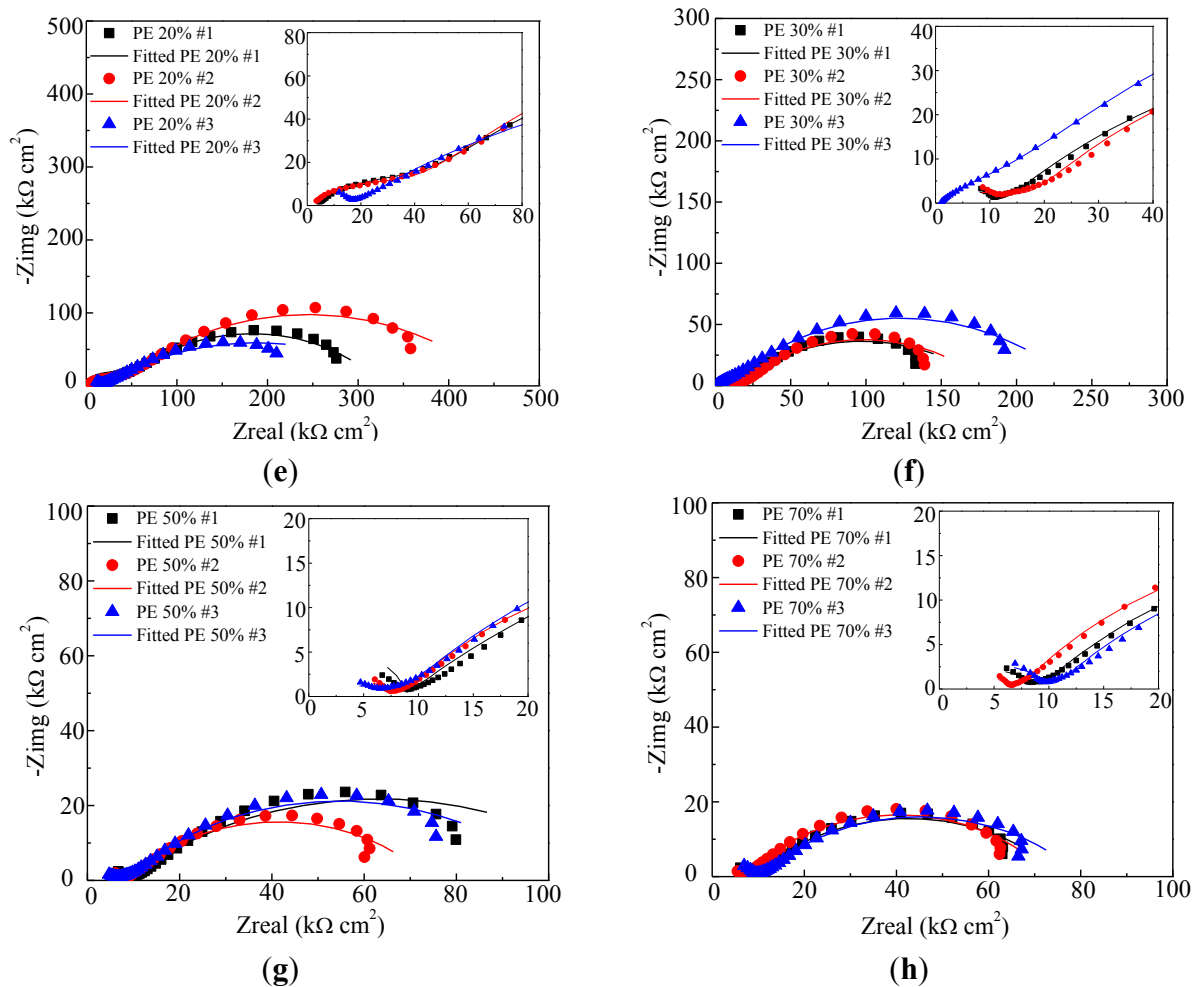 500
400
300
200
100
0
-Zimg (kΩ cm²)
PE 20% #1
Fitted PE 20% #1
PE 20% #2
Fitted PE 20% #2
PE 20% #3
Fitted PE 20% #3
80
60
40
20
0
0 20 40 60 80
0 100 200 300 400 500
Zreal (kΩ cm²)
(e)
300
250
200
150
100
50
0
-Zimg (kΩ cm²)
PE 30% #1
Fitted PE 30% #1
PE 30% #2
Fitted PE 30% #2
PE 30% #3
Fitted PE 30% #3
40
30
20
10
0
0 10 20 30 40
50 100 150 200 250 300
Zreal (kΩ cm²)
(f)
100
80
60
40
20
0
-Zimg (kΩ cm²)
PE 50% #1
Fitted PE 50% #1
PE 50% #2
Fitted PE 50% #2
PE 50% #3
Fitted PE 50% #3
20
15
10
5
0
0 5 10 15 20
0 20 40 60 80 100
Zreal (kΩ cm²)
(g)
100
80
60
40
20
0
-Zimg (kΩ cm²)
PE 70% #1
Fitted PE 70% #1
PE 70% #2
Fitted PE 70% #2
PE 70% #3
Fitted PE 70% #3
20
15
10
5
0
0 5 10 15 20
0 20 40 60 80 100
Zreal (kΩ cm²)
(h)